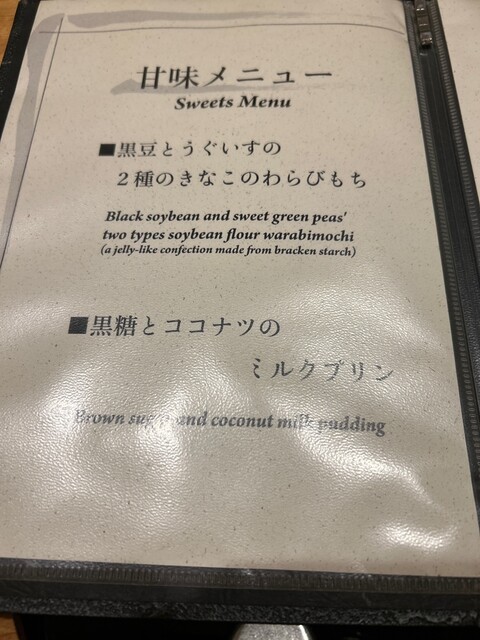 甘味メニュー
Sweets Menu
■黒豆とうぐいすの
２種のきなこのわらびもち
Black soybean and sweet green peas'
two types soybean flour warabimochi
(a jelly-like confection made from bracken starch)
■黒糖とココナツの
ミルクプリン
Brown sugar and coconut milk pudding